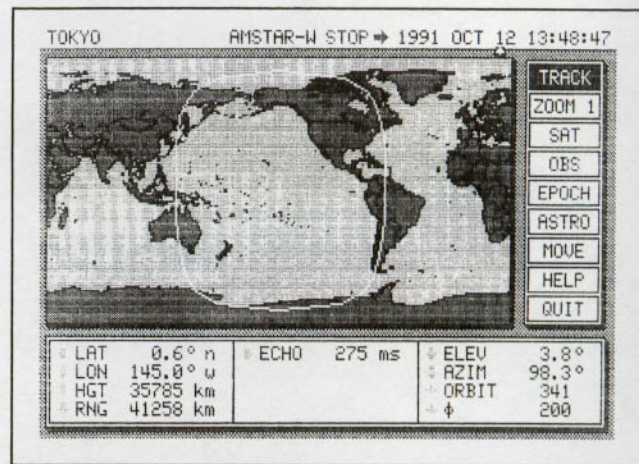 TOKYO AMSTAR-W STOP ➔ 1991 OCT 12 13:48:47
TRACK
ZOOM 1
SAT
OBS
EPOCH
ASTRO
MOVE
HELP
QUIT
LAT 0.6° n
LON 145.0° w
HGT 35785 km
RNG 41258 km
ECHO 275 ms
ELEV 3.8°
AZIM 98.3°
ORBIT 341
ϕ 200